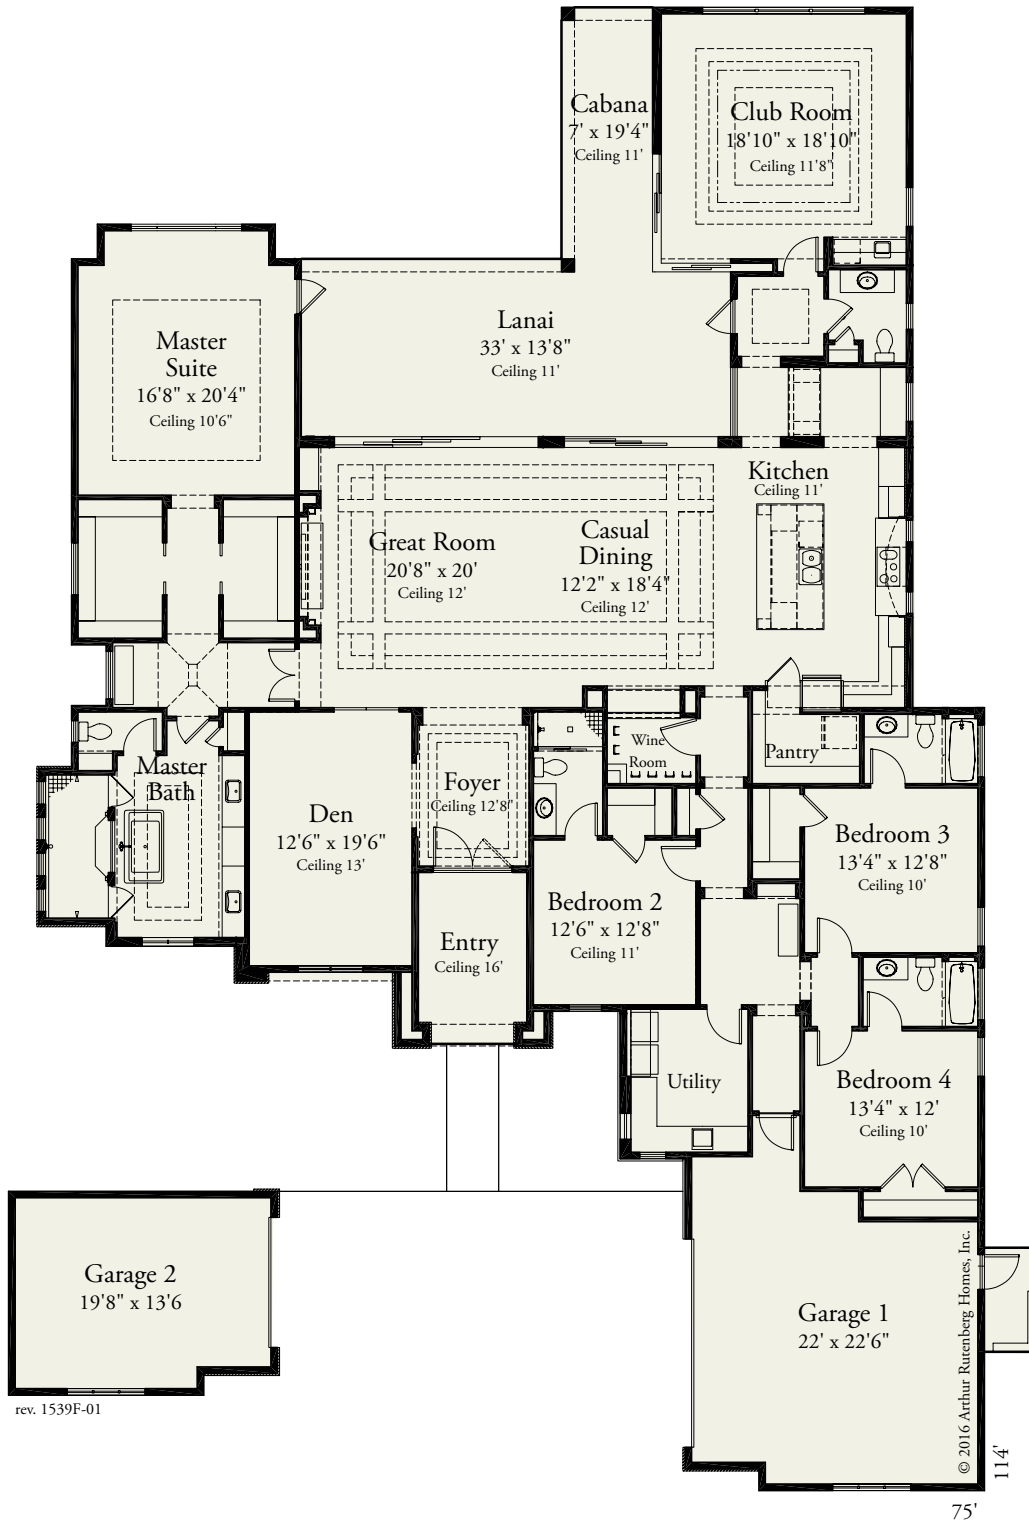 Cabana
7' x 19'4"
Ceiling 11'
Club Room
18'10" x 18'10"
Ceiling 11'8"
Master
Suite
16'8" x 20'4"
Ceiling 10'6"
Lanai
33' x 13'8"
Ceiling 11'
Kitchen
Ceiling 11'
Great Room
20'8" x 20'
Ceiling 12'
Casual
Dining
12'2" x 18'4"
Ceiling 12'
Master
Bath
Den
12'6" x 19'6"
Ceiling 13'
Foyer
Ceiling 12'8"
Wine
Room
Pantry
Bedroom 3
13'4" x 12'8"
Ceiling 10'
Bedroom 2
12'6" x 12'8"
Ceiling 11'
Entry
Ceiling 16'
Utility
Bedroom 4
13'4" x 12'
Ceiling 10'
Garage 2
19'8" x 13'6
Garage 1
22' x 22'6"
rev. 1539F-01
© 2016 Arthur Rutenberg Homes, Inc.
114'
75'